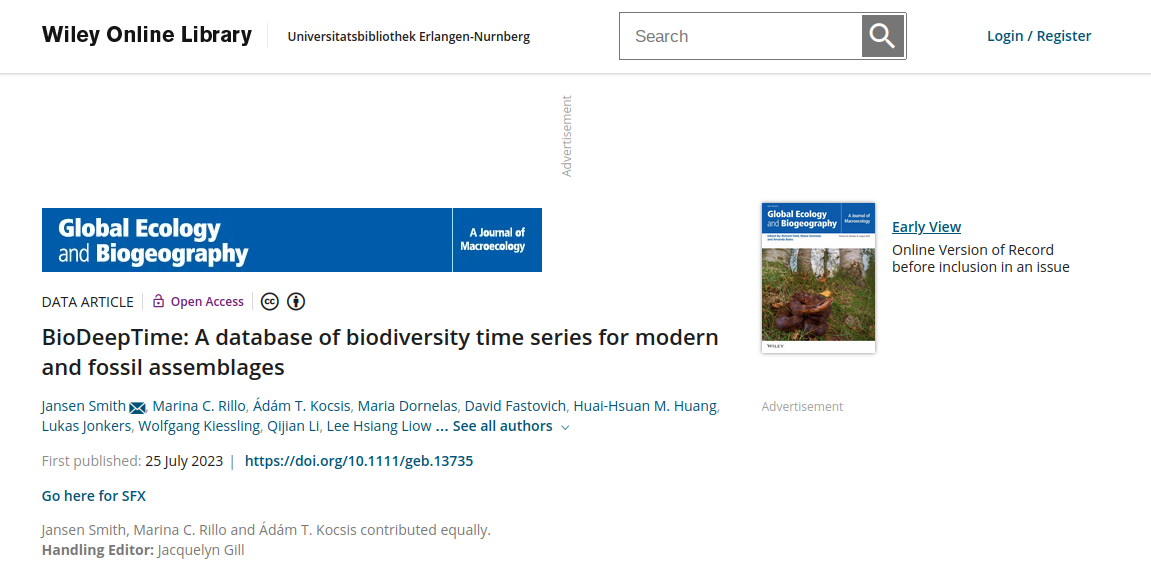 Wiley Online Library
Universitatsbibliothek Erlangen-Nurnberg
Search
Login / Register
Advertisement
Global Ecology
and Biogeography
A Journal of
Macroecology
DATA ARTICLE
Open Access
cc
BioDeepTime: A database of biodiversity time series for modern
and fossil assemblages
Jansen Smith, Marina C. Rillo, Ádám T. Kocsis, Maria Dornelas, David Fastovich, Huai-Hsuan M. Huang,
Lukas Jonkers, Wolfgang Kiessling, Qijian Li, Lee Hsiang Liow ... See all authors
First published: 25 July 2023 | https://doi.org/10.1111/geb.13735
Go here for SFX
Jansen Smith, Marina C. Rillo and Ádám T. Kocsis contributed equally.
Handling Editor: Jacquelyn Gill
Global Ecology
and Biogeography
A Journal of
Macroecology
WILEY
Early View
Online Version of Record
before inclusion in an issue
Advertisement